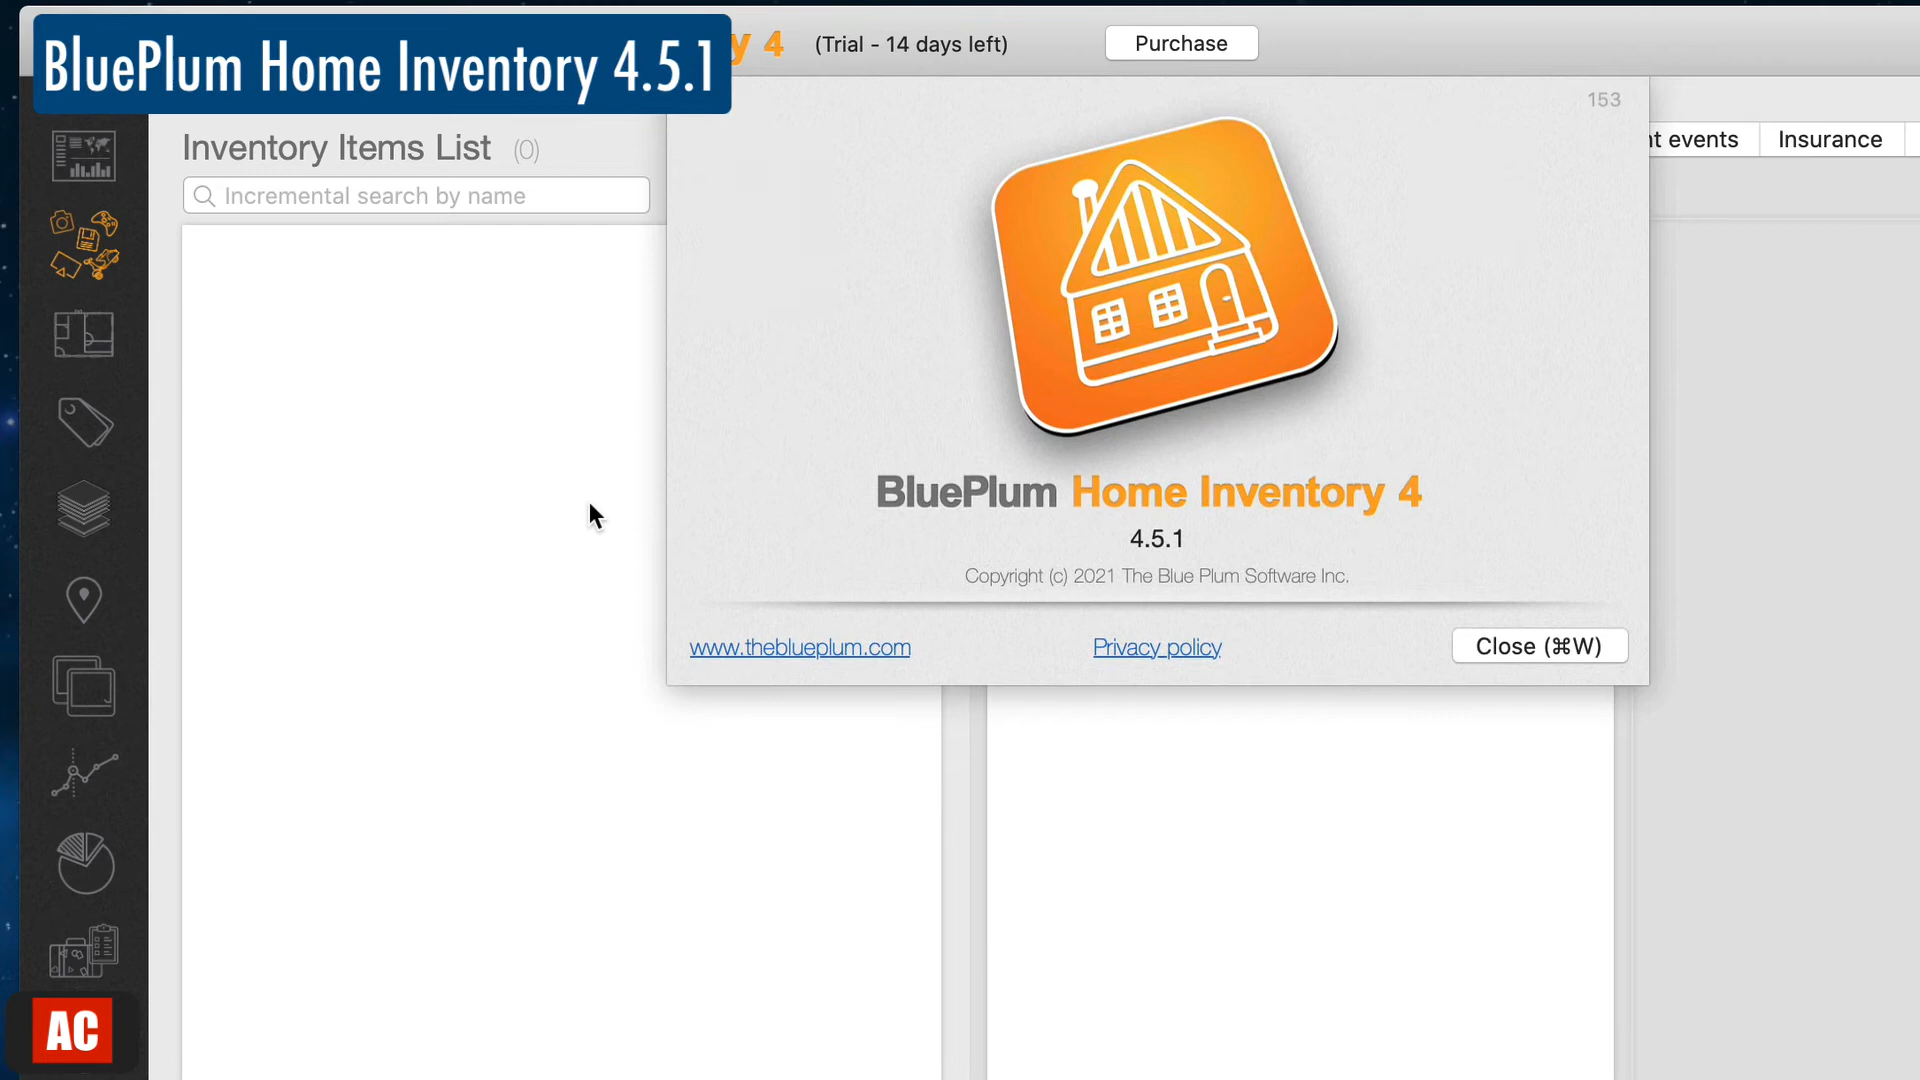 BluePlum Home Inventory 4.5.1
y 4 (Trial - 14 days left) Purchase
153
Inventory Items List (0)
nt events Insurance
Incremental search by name
BluePlum Home Inventory 4
4.5.1
Copyright (c) 2021 The Blue Plum Software Inc.
www.theblueplum.com Privacy policy Close (⌘W)
AC